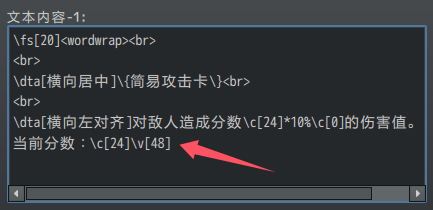 文本内容-1:
\fs[20]<wordwrap><br>
<br>
\dta[横向居中]\{简易攻击卡\}<br>
<br>
\dta[横向左对齐]对敌人造成分数\c[24]*10%\c[0]的伤害值。
当前分数：\c[24]\v[48]